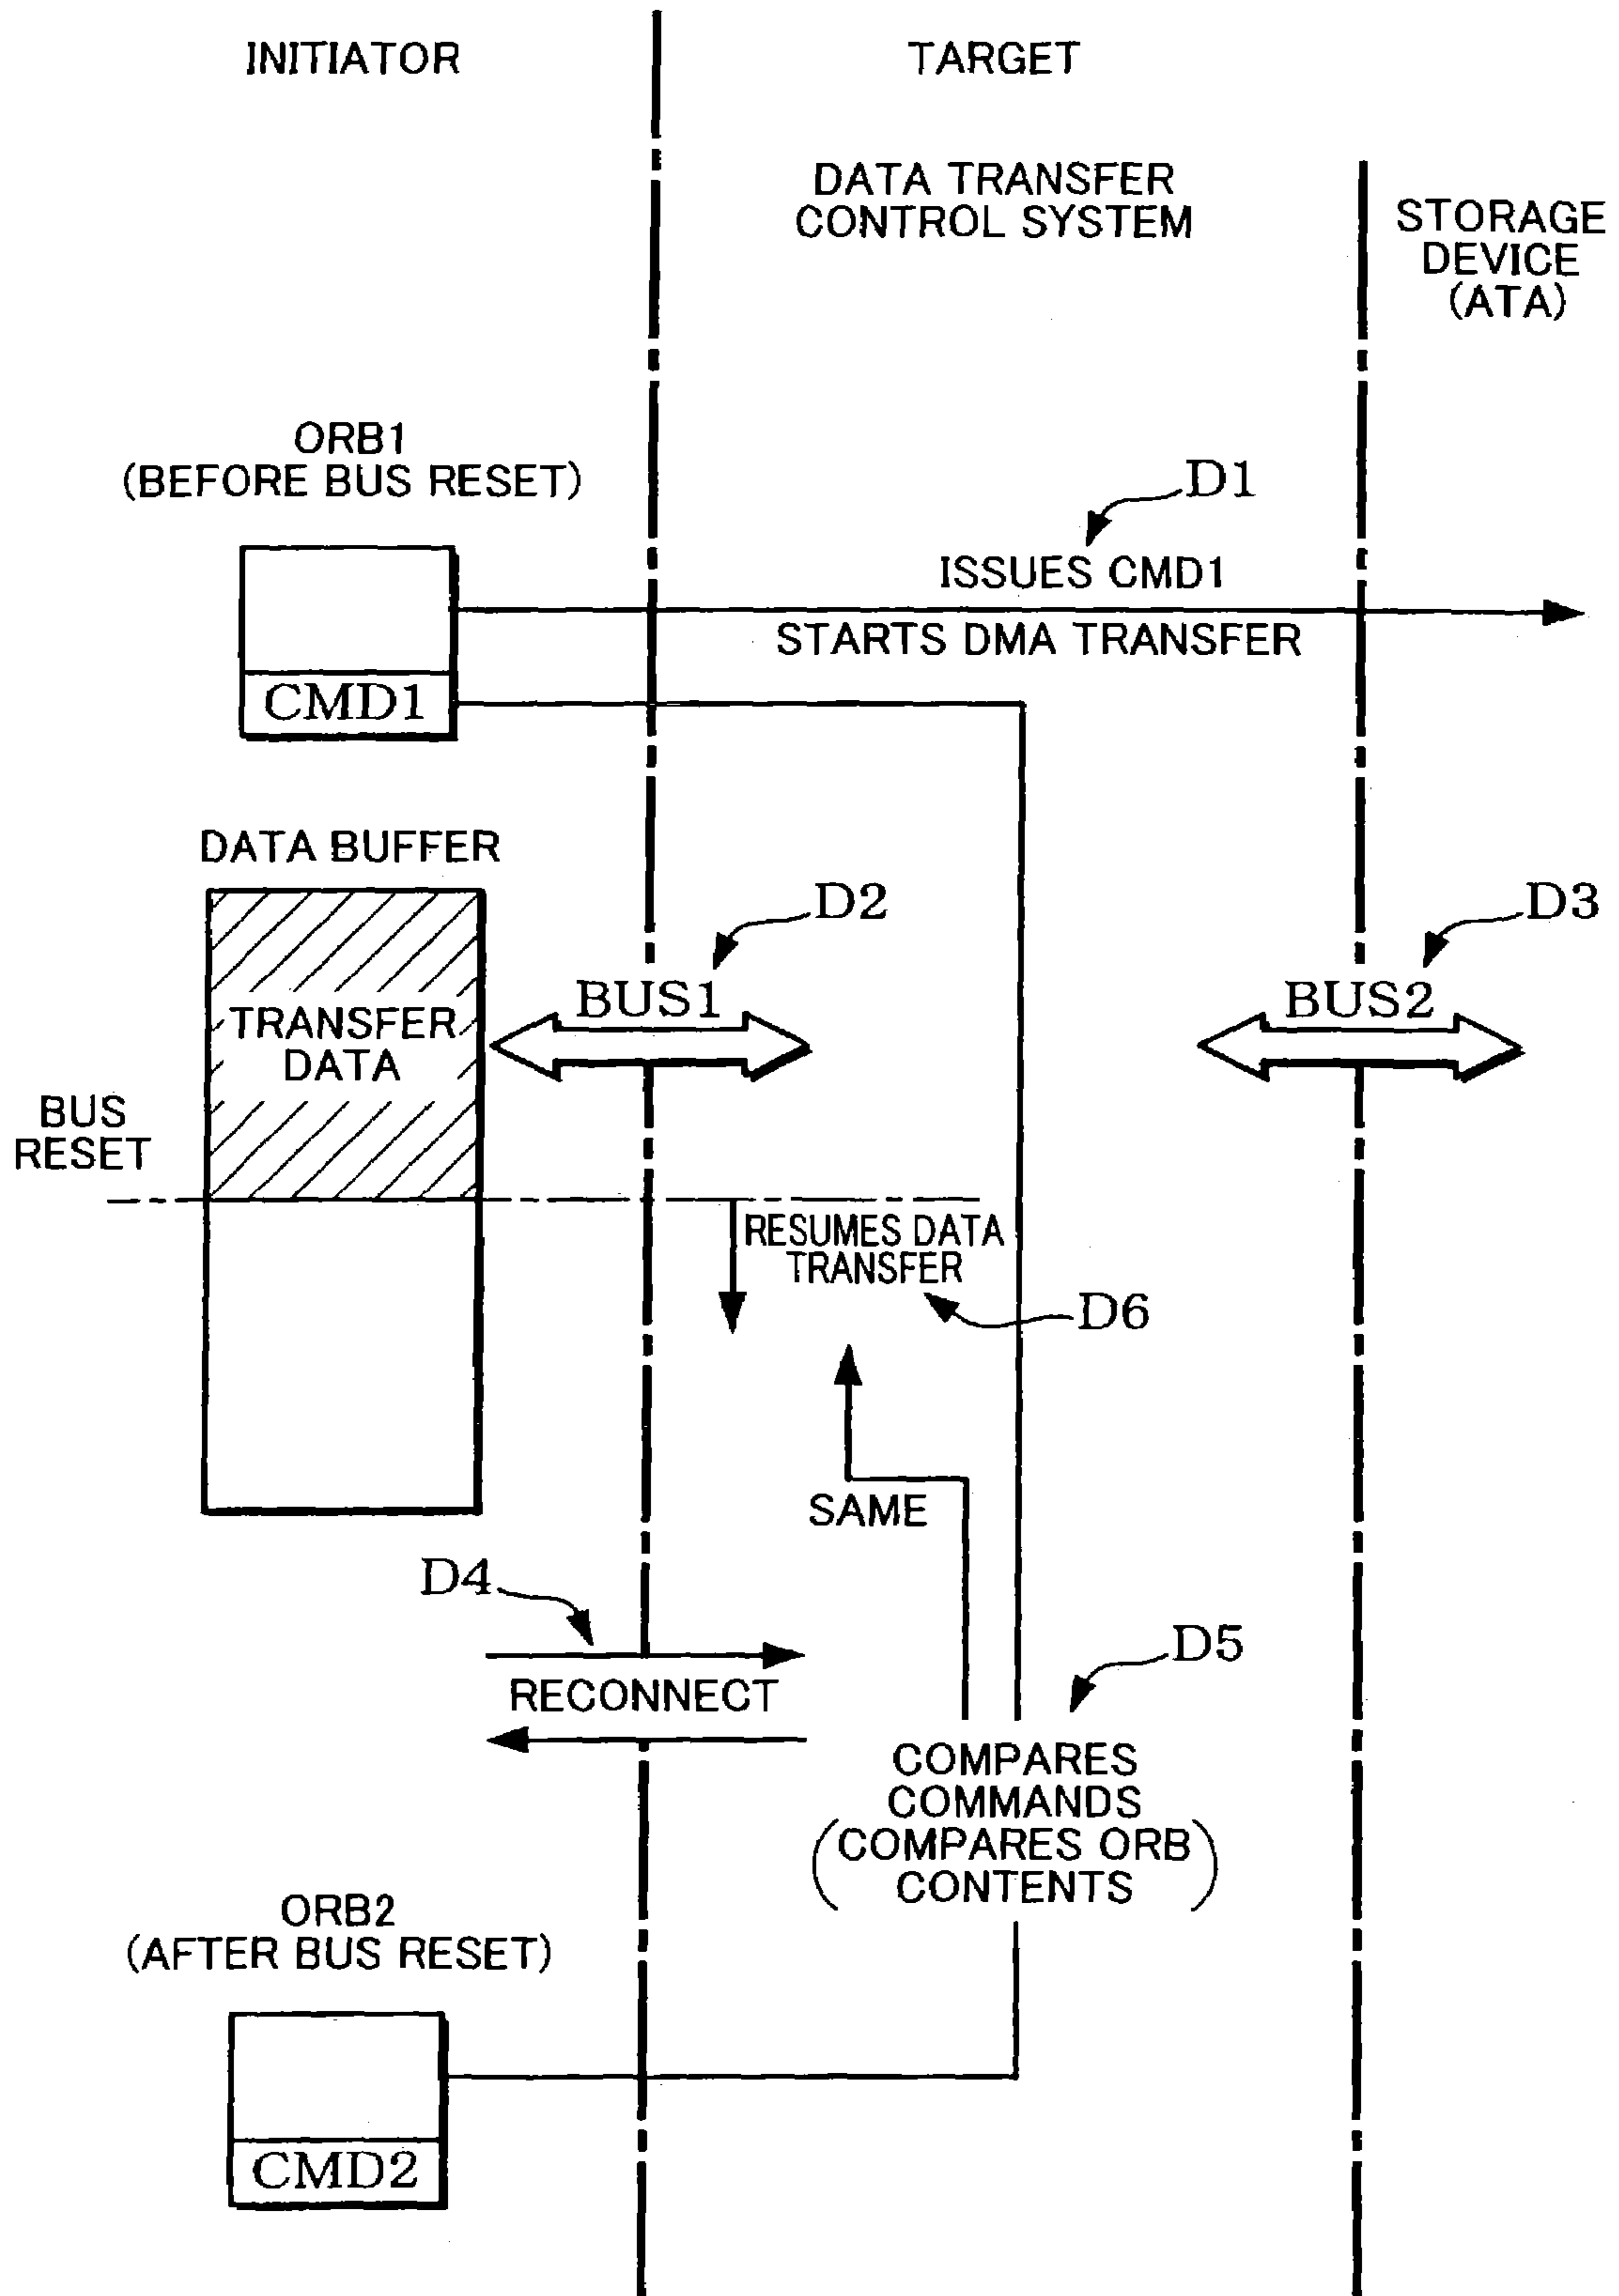 INITIATOR
TARGET
DATA TRANSFER
CONTROL SYSTEM
STORAGE
DEVICE
(ATA)
ORB1
(BEFORE BUS RESET)
D1
ISSUES CMD1
STARTS DMA TRANSFER
CMD1
DATA BUFFER
D2
D3
BUS1
BUS2
TRANSFER
DATA
BUS
RESET
RESUMES DATA
TRANSFER
D6
SAME
D4
D5
RECONNECT
COMPARES
COMMANDS
(COMPARES ORB
CONTENTS)
ORB2
(AFTER BUS RESET)
CMD2